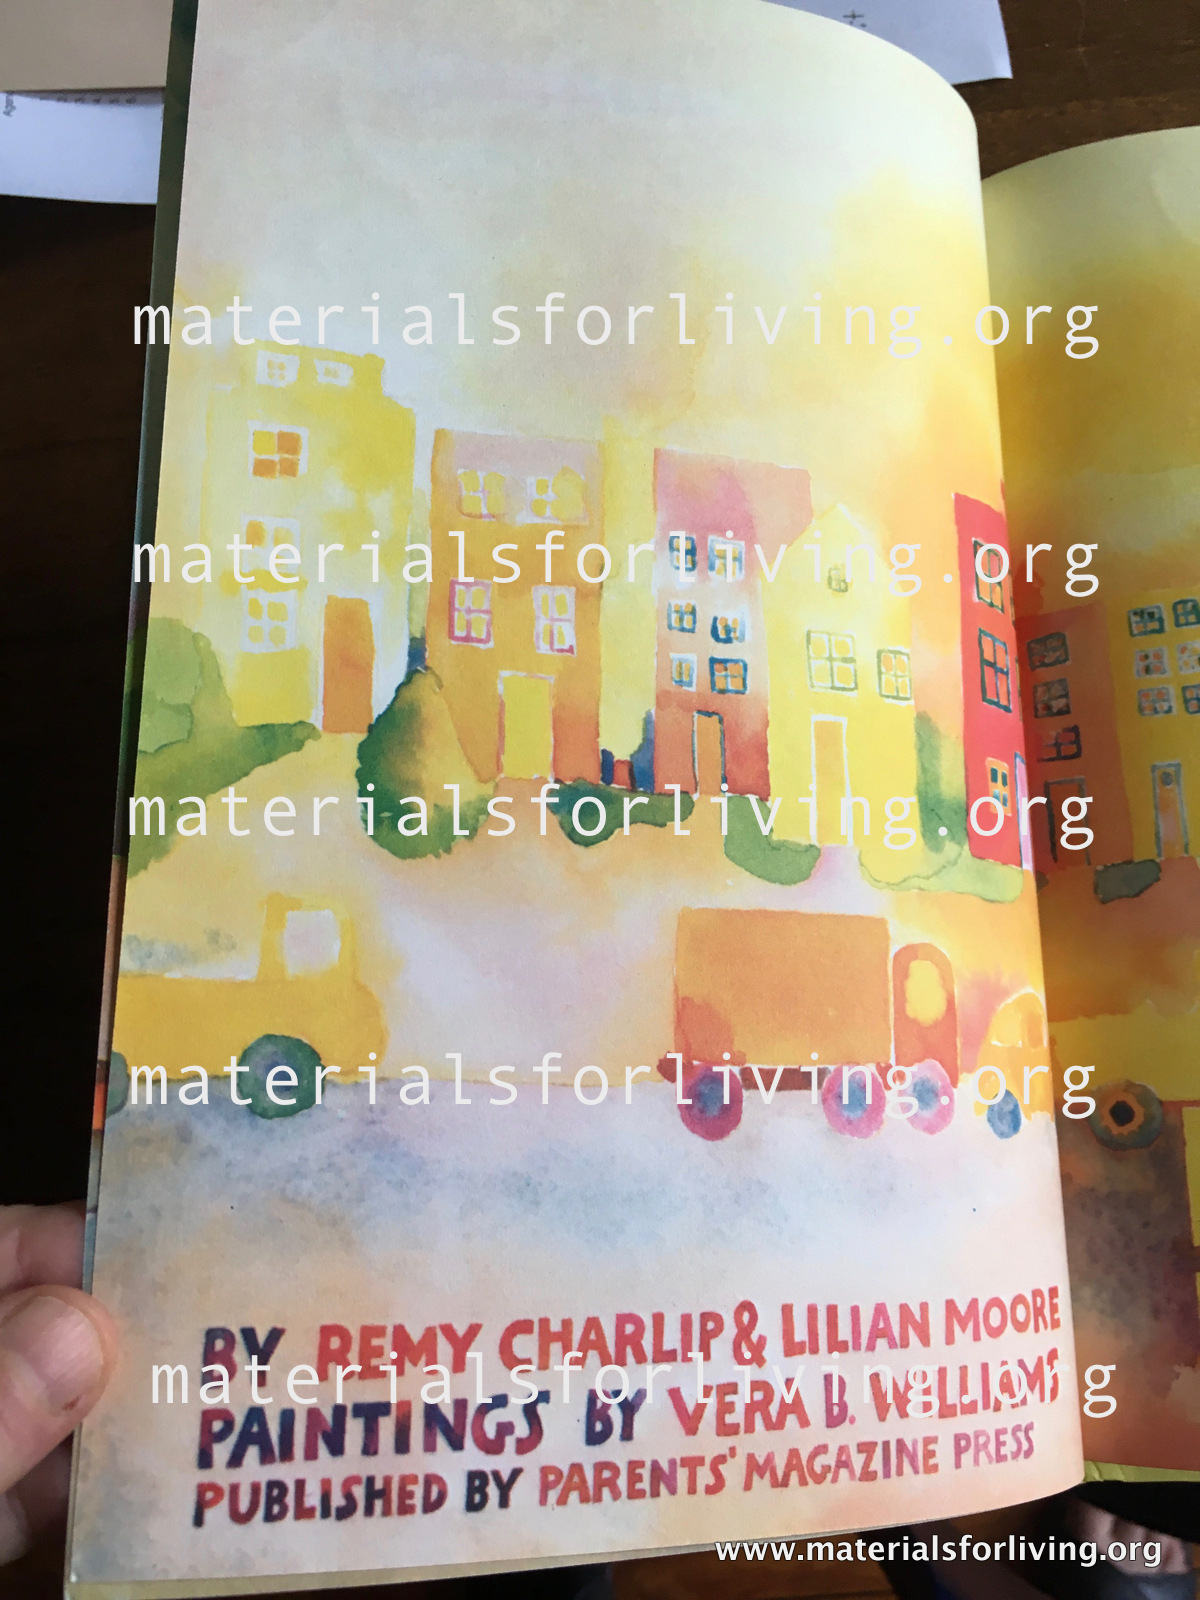 materialsforliving.org
materialsforliving.org
materialsforliving.org
materialsforliving.org
BY REMY CHARLIP & LILIAN MOORE
materialsforliving.org
PAINTINGS BY VERA B. WILLIAMS
PUBLISHED BY PARENTS' MAGAZINE PRESS
www.materialsforliving.org